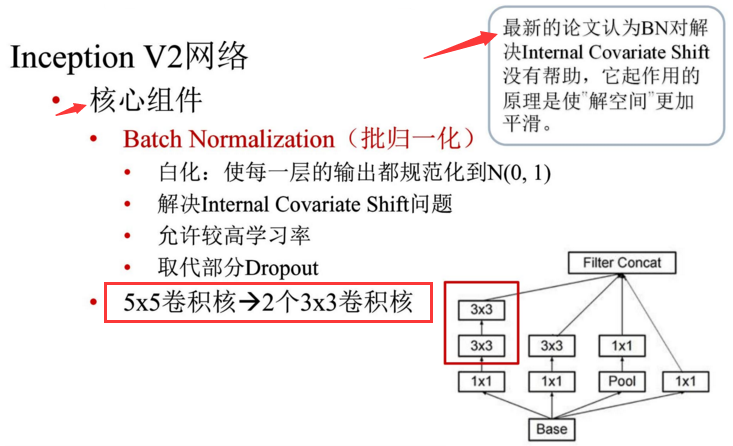 最新的论文认为BN对解
决Internal Covariate Shift
没有帮助，它起作用的
原理是使"解空间"更加
平滑。
Inception V2网络
• 核心组件
• Batch Normalization（批归一化）
• 白化：使每一层的输出都规范化到N(0, 1)
• 解决Internal Covariate Shift问题
• 允许较高学习率
• 取代部分Dropout
• 5x5卷积核→2个3x3卷积核
Filter Concat
3x3
3x3 3x3 1x1
1x1 1x1 Pool 1x1
Base